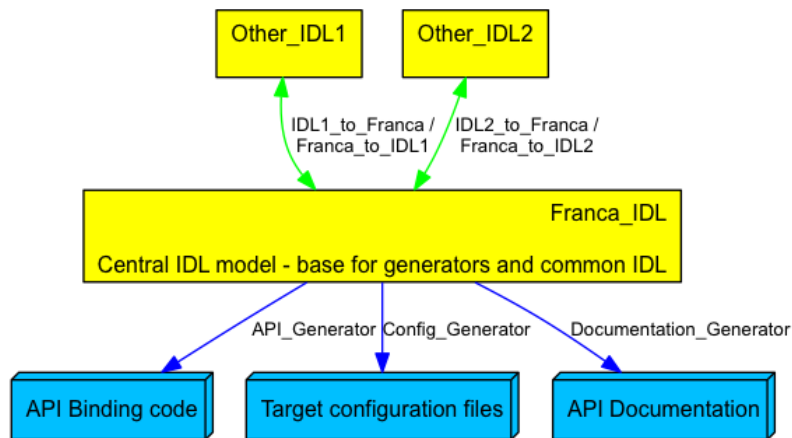 Other_IDL1
Other_IDL2
IDL1_to_Franca /
Franca_to_IDL1
IDL2_to_Franca /
Franca_to_IDL2
Franca_IDL
Central IDL model - base for generators and common IDL
API_Generator
Config_Generator
Documentation_Generator
API Binding code
Target configuration files
API Documentation